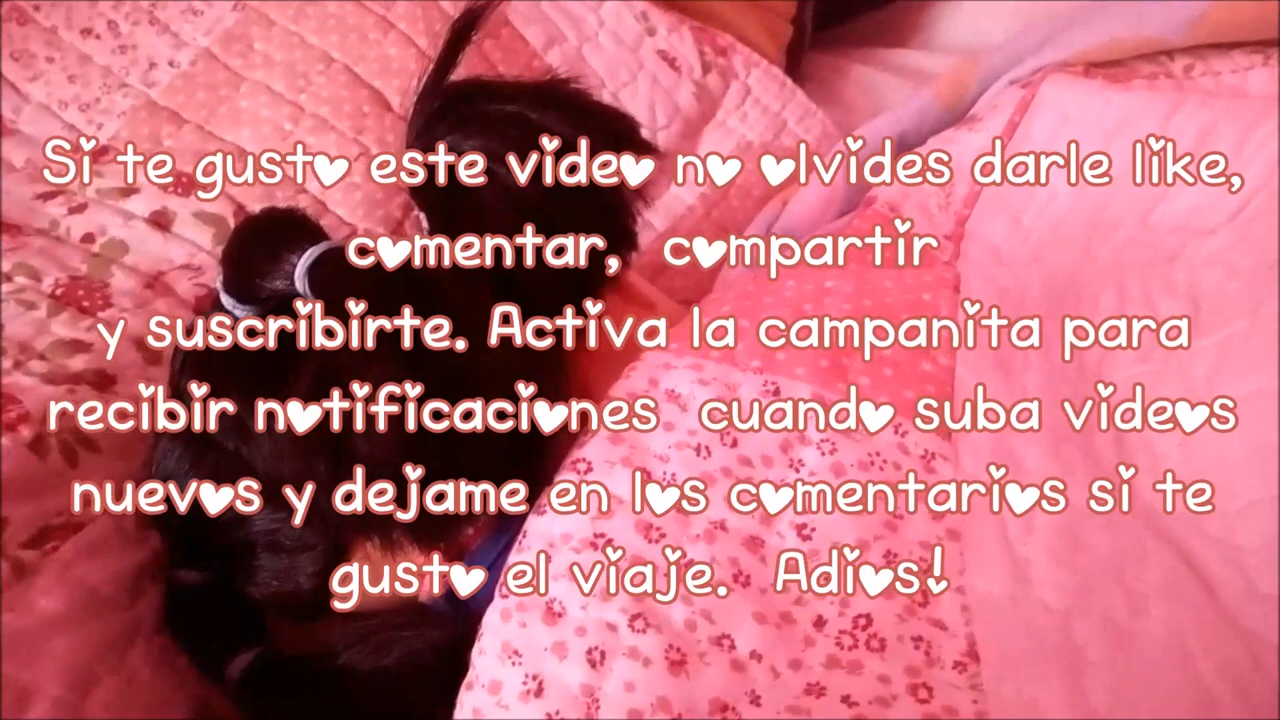 Si te gusto este video no olvides darle like,
comentar, compartir
y suscribirte. Activa la campanita para
recibir notificaciones cuando suba videos
nuevos y dejame en los comentarios si te
gusto el viaje. Adios!